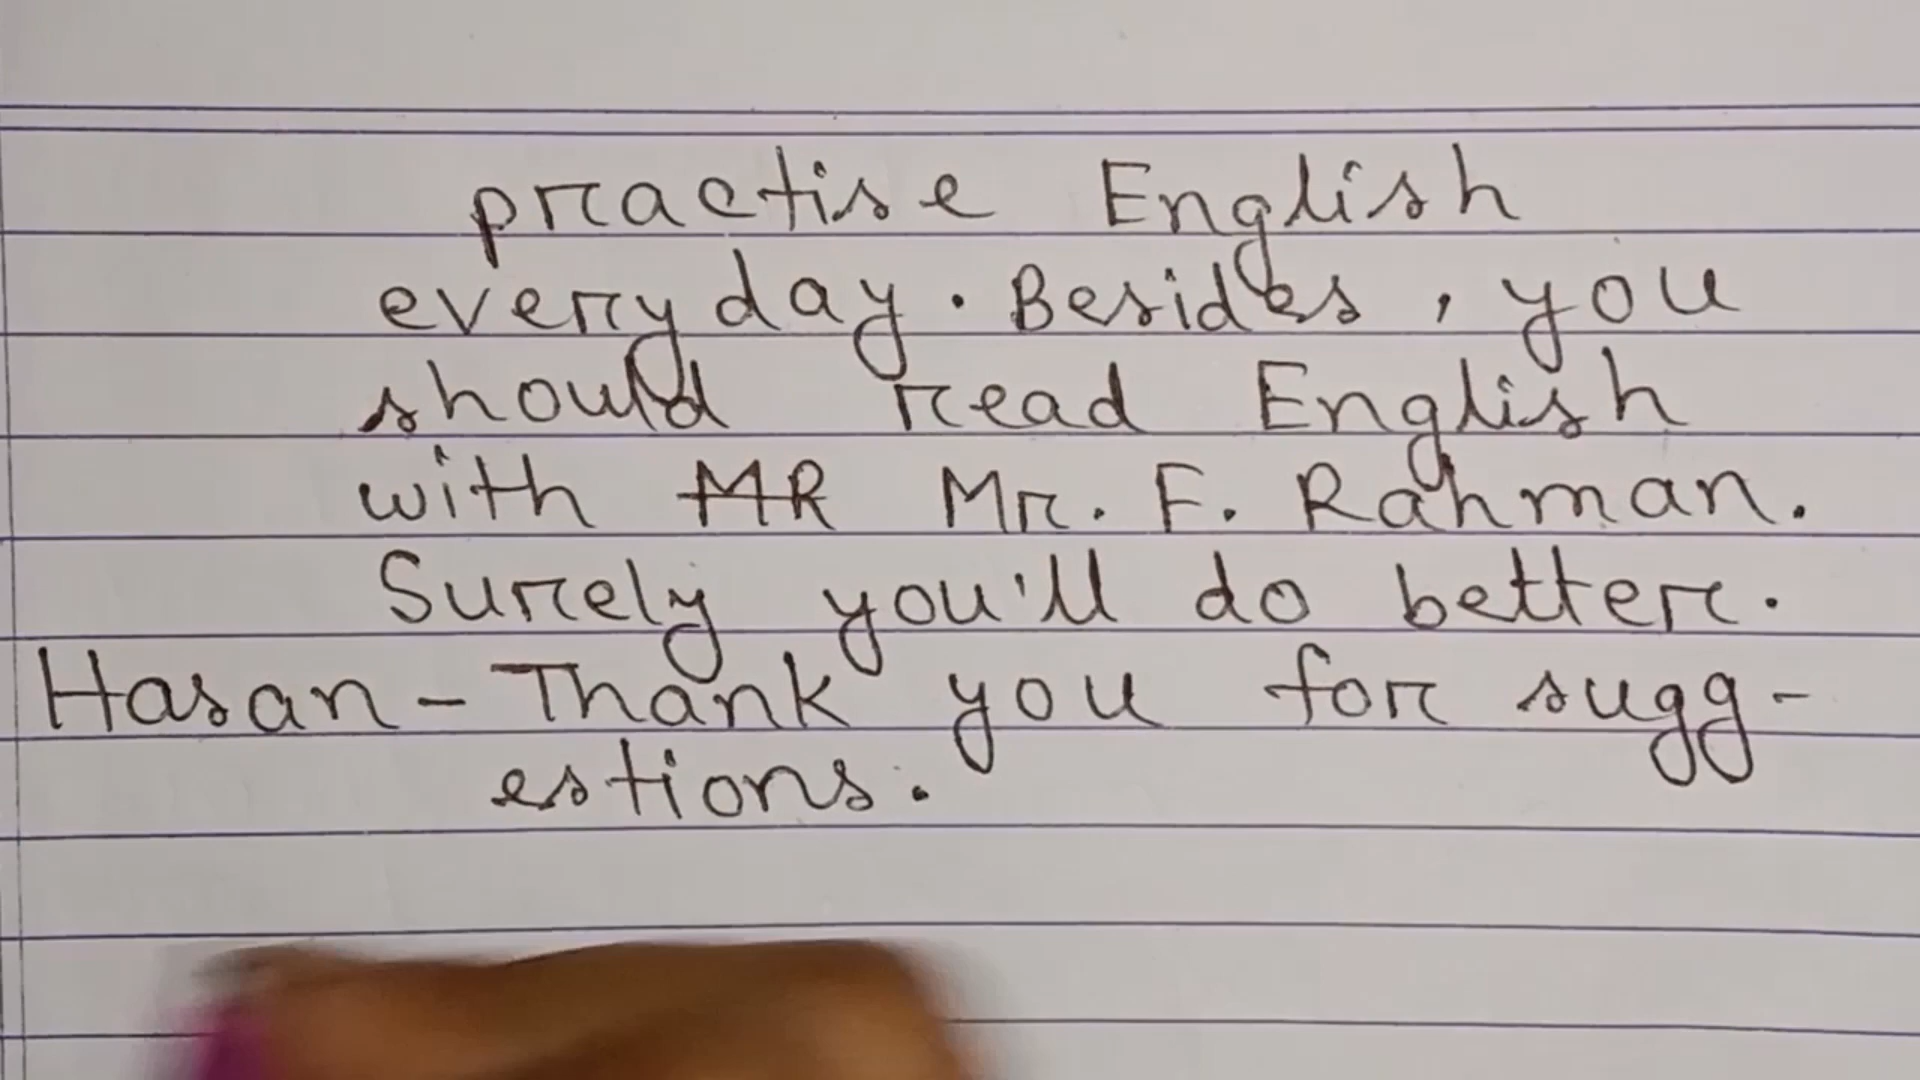 practise English
everyday. Besides, you
should read English
with MR Mr. F. Rahman.
Surely you'll do better.
Hasan - Thank you for sugg-
estions.